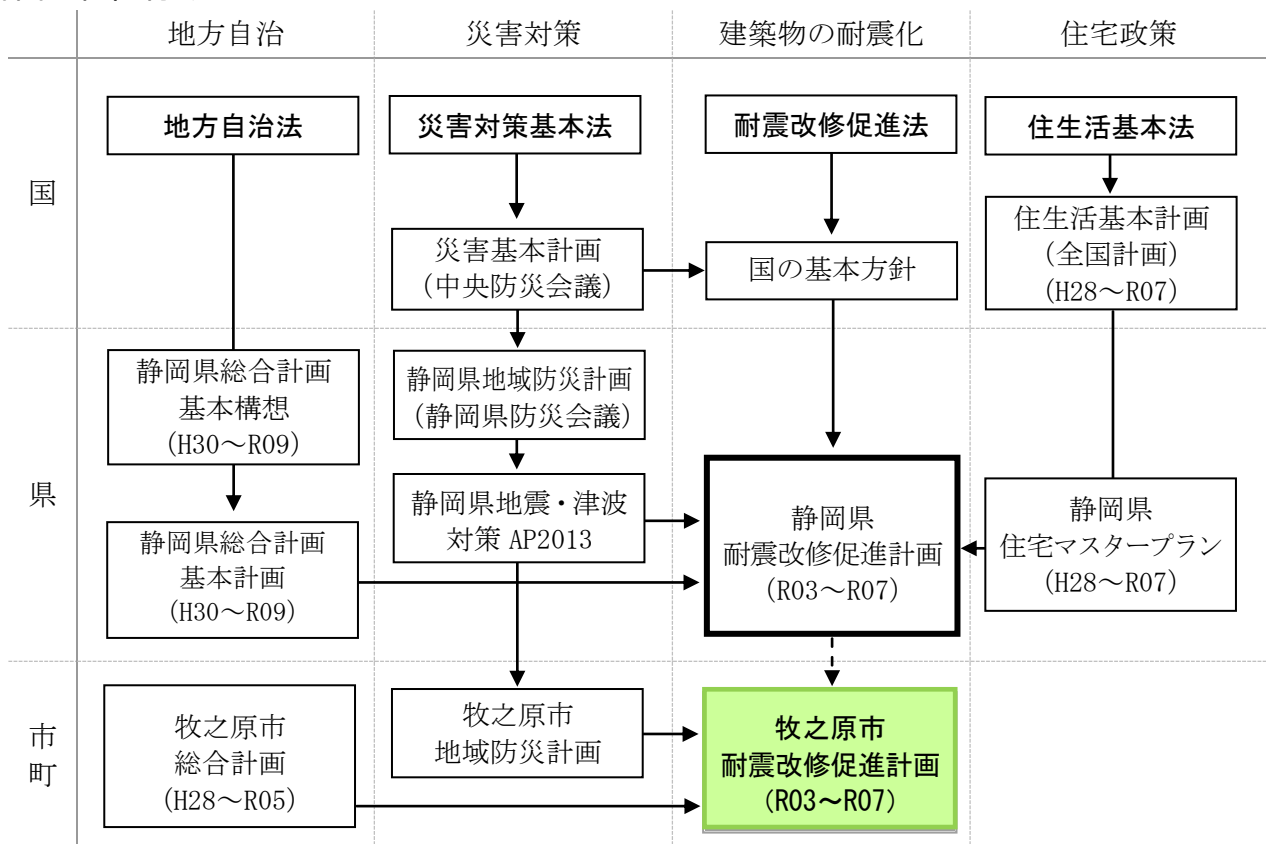 地方自治
災害対策
建築物の耐震化
住宅政策
国
地方自治法
災害対策基本法
耐震改修促進法
住生活基本法
災害基本計画
（中央防災会議）
国の基本方針
住生活基本計画
（全国計画）
（H28～R07）
県
静岡県総合計画
基本構想
（H30～R09）
静岡県地域防災計画
（静岡県防災会議）
静岡県総合計画
基本計画
（H30～R09）
静岡県地震・津波
対策 AP2013
静岡県
耐震改修促進計画
（R03～R07）
静岡県
住宅マスタープラン
（H28～R07）
市
町
牧之原市
総合計画
（H28～R05）
牧之原市
地域防災計画
牧之原市
耐震改修促進計画
（R03～R07）